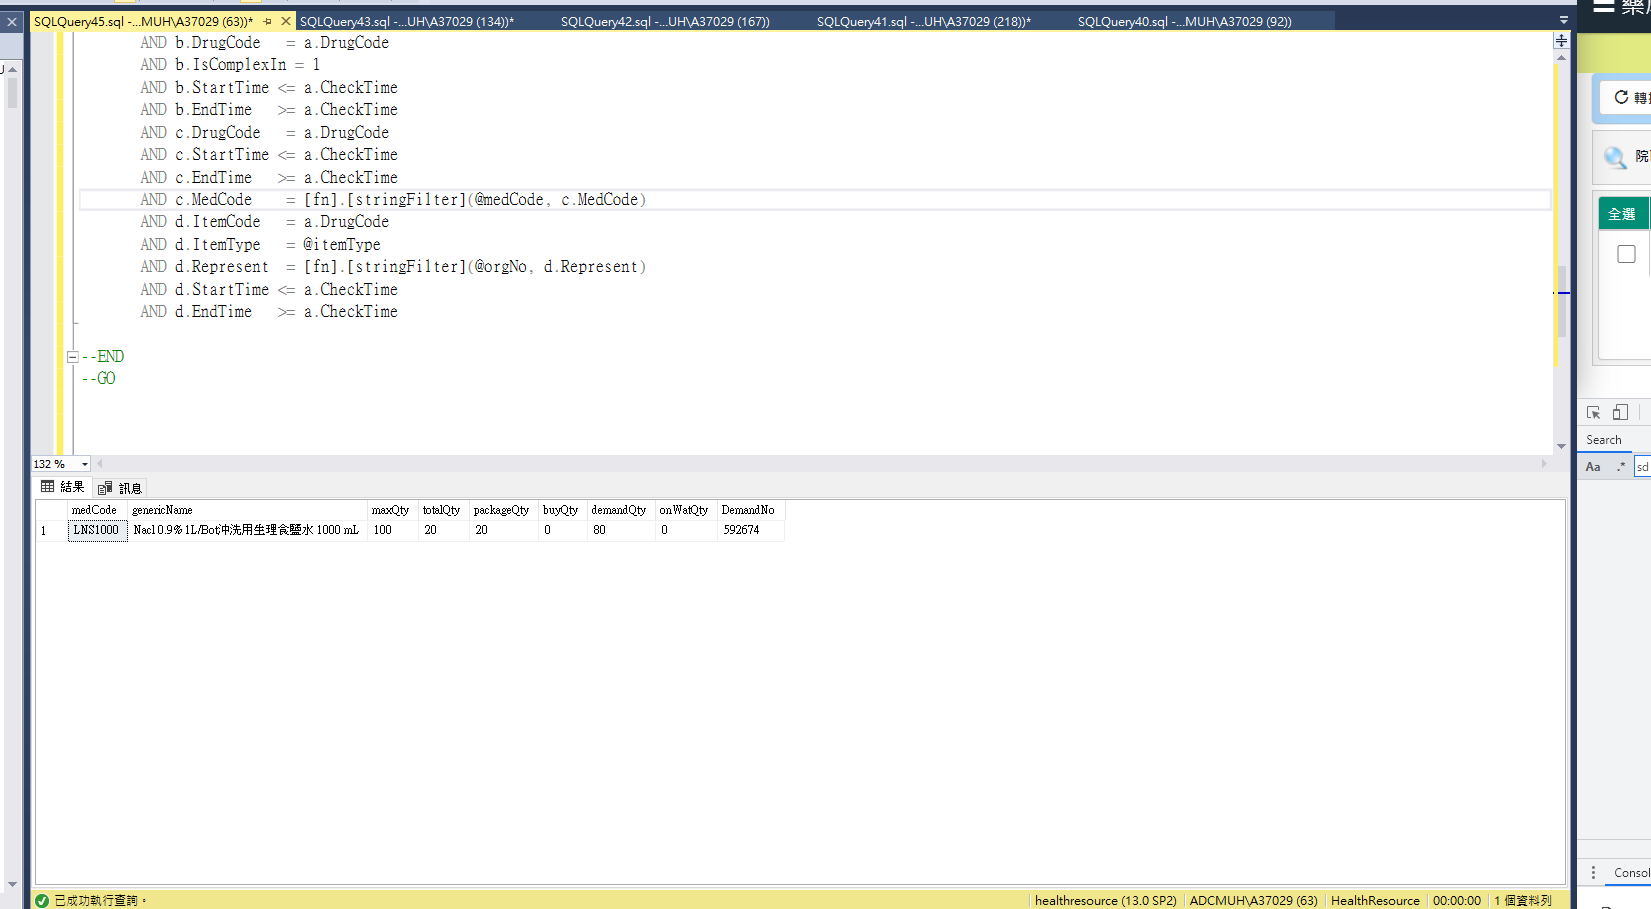 SQLQuery45.sql -...MUH\A37029 (63))*
SQLQuery43.sql -...UH\A37029 (134))*
SQLQuery42.sql -...UH\A37029 (167))
SQLQuery41.sql -...UH\A37029 (218))*
SQLQuery40.sql -...MUH\A37029 (92))
AND b.DrugCode = a.DrugCode
AND b.IsComplexIn = 1
AND b.StartTime <= a.CheckTime
AND b.EndTime >= a.CheckTime
AND c.DrugCode = a.DrugCode
AND c.StartTime <= a.CheckTime
AND c.EndTime >= a.CheckTime
AND c.MedCode = [fn].[stringFilter](@medCode, c.MedCode)
AND d.ItemCode = a.DrugCode
AND d.ItemType = @itemType
AND d.Represent = [fn].[stringFilter](@orgNo, d.Represent)
AND d.StartTime <= a.CheckTime
AND d.EndTime >= a.CheckTime
--END
--GO
132 %
結果 訊息
medCode genericName maxQty totalQty packageQty buyQty demandQty onWatQty DemandNo
1 LNS1000 Nacl 0.9% 1L/Bot沖洗用生理食鹽水 1000 mL 100 20 20 0 80 0 592674
已成功執行查詢。
healthresource (13.0 SP2) ADCMUH\A37029 (63) HealthResource 00:00:00 1 個資料列
全選
Search
Aa .* sd
Consol